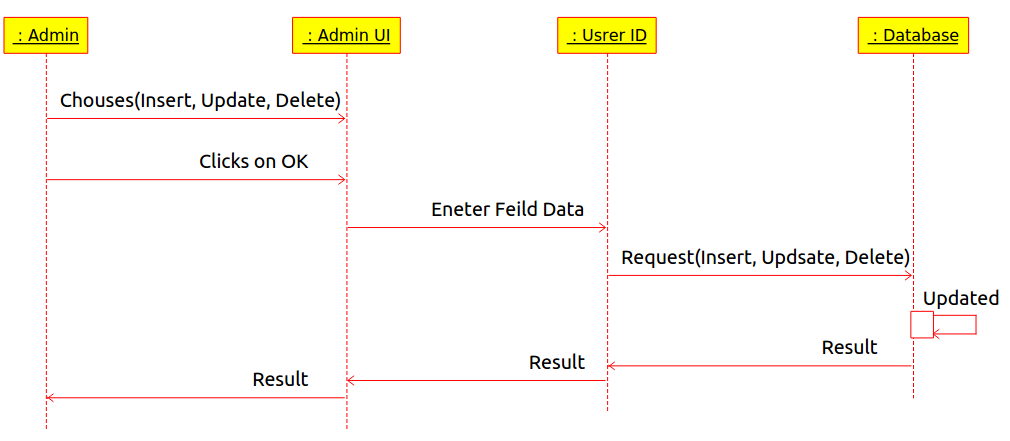 : Admin
: Admin UI
: Usrer ID
: Database
Chouses(Insert, Update, Delete)
Clicks on OK
Eneter Feild Data
Request(Insert, Updsate, Delete)
Updated
Result
Result
Result